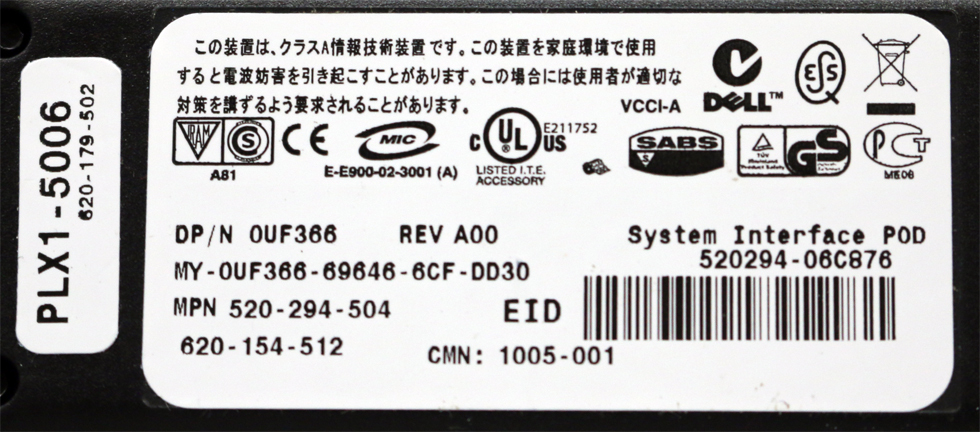 PLX1-5006
620-179-502
この装置は、クラスA情報技術装置です。この装置を家庭環境で使用
すると電波妨害を引き起こすことがあります。この場合には使用者が適切な
対策を講ずるよう要求されることがあります。
VCCI-A
DELL™
A81
CE
MIC
E-E900-02-3001 (A)
C UL US
E211752
LISTED I.T.E.
ACCESSORY
SABS
S
TÜV
Product Safety
GS
ME06
DP/N 0UF366 REV A00
System Interface POD
MY-0UF366-69646-6CF-DD30
520294-06C876
MPN 520-294-504
EID
620-154-512
CMN: 1005-001